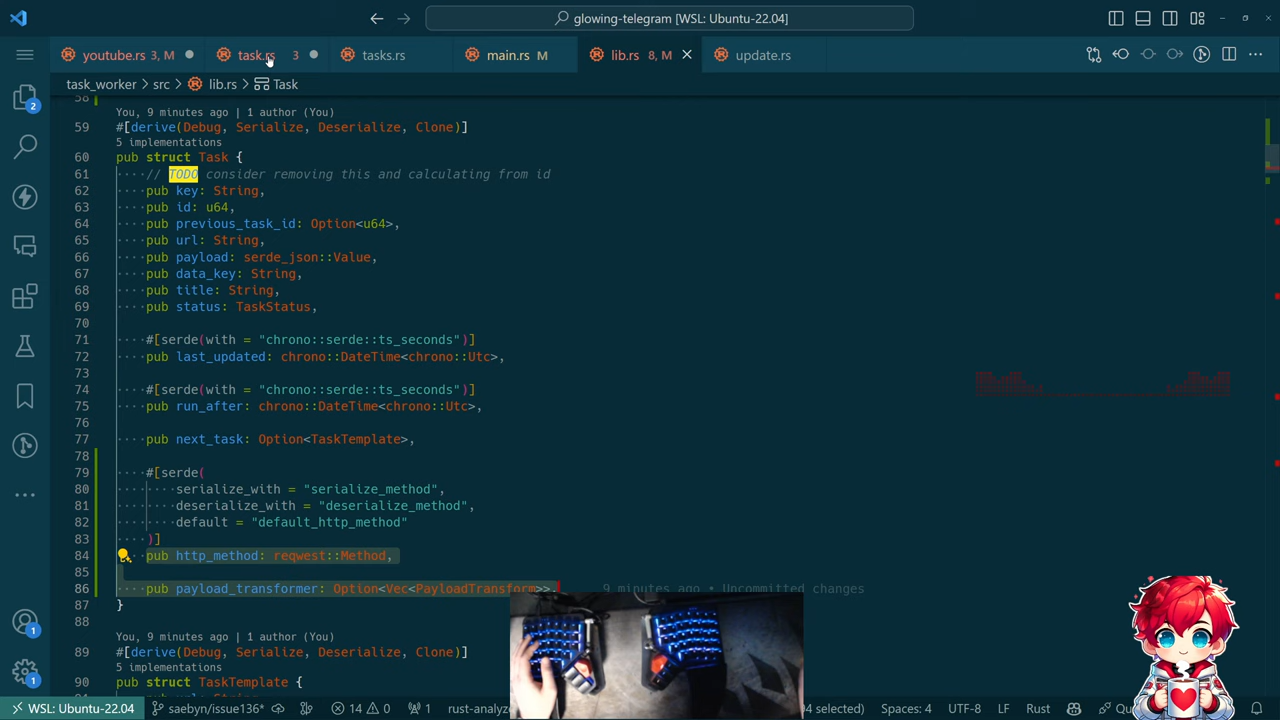 glowing-telegram [WSL: Ubuntu-22.04]
youtube.rs 3, M
task.rs 3
tasks.rs
main.rs M
lib.rs 8, M
update.rs
task_worker > src > lib.rs > Task
58
You, 9 minutes ago | 1 author (You)
59 #[derive(Debug, Serialize, Deserialize, Clone)]
5 implementations
60 pub struct Task {
61 // TODO consider removing this and calculating from id
62 pub key: String,
63 pub id: u64,
64 pub previous_task_id: Option<u64>,
65 pub url: String,
66 pub payload: serde_json::Value,
67 pub data_key: String,
68 pub title: String,
69 pub status: TaskStatus,
70
71 #[serde(with = "chrono::serde::ts_seconds")]
72 pub last_updated: chrono::DateTime<chrono::Utc>,
73
74 #[serde(with = "chrono::serde::ts_seconds")]
75 pub run_after: chrono::DateTime<chrono::Utc>,
76
77 pub next_task: Option<TaskTemplate>,
78
79 #[serde(
80 serialize_with = "serialize_method",
81 deserialize_with = "deserialize_method",
82 default = "default_http_method"
83 )]
84 pub http_method: reqwest::Method,
85
86 pub payload_transformer: Option<Vec<PayloadTransform>>, 9 minutes ago • Uncommitted changes
87 }
88
You, 9 minutes ago | 1 author (You)
89 #[derive(Debug, Serialize, Deserialize, Clone)]
5 implementations
90 pub struct TaskTemplate {
2
1
1
WSL: Ubuntu-22.04
saebyn/issue136*
14 0
1
rust-analyz
selected)
Spaces: 4
UTF-8
LF
Rust